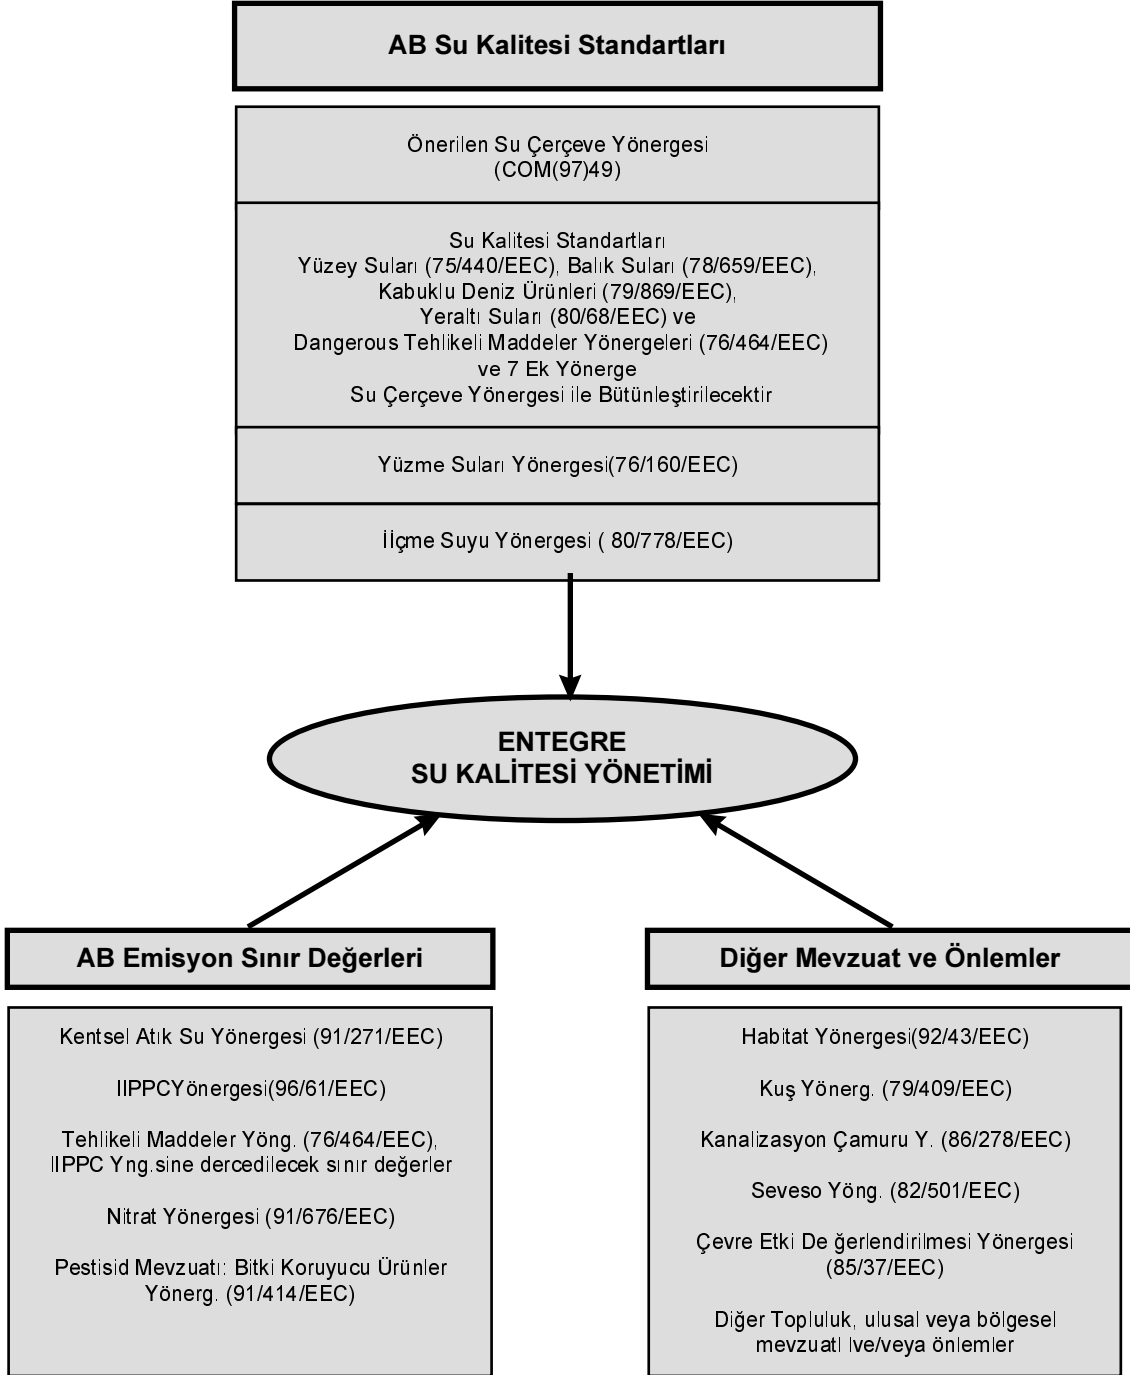 AB Su Kalitesi Standartları
Önerilen Su Çerçeve Yönergesi
(COM(97)49)
Su Kalitesi Standartları
Yüzey Suları (75/440/EEC), Balık Suları (78/659/EEC),
Kabuklu Deniz Ürünleri (79/869/EEC),
Yeraltı Suları (80/68/EEC) ve
Dangerous Tehlikeli Maddeler Yönergeleri (76/464/EEC)
ve 7 Ek Yönerge
Su Çerçeve Yönergesi ile Bütünleştirilecektir
Yüzme Suları Yönergesi(76/160/EEC)
İİçme Suyu Yönergesi ( 80/778/EEC)
ENTEGRE
SU KALİTESİ YÖNETİMİ
AB Emisyon Sınır Değerleri
Kentsel Atık Su Yönergesi (91/271/EEC)
IIPPCYönergesi(96/61/EEC)
Tehlikeli Maddeler Yöng. (76/464/EEC),
IIPPC Yng.sine dercedilecek sınır değerler
Nitrat Yönergesi (91/676/EEC)
Pestisid Mevzuatı: Bitki Koruyucu Ürünler
Yönerg. (91/414/EEC)
Diğer Mevzuat ve Önlemler
Habitat Yönergesi(92/43/EEC)
Kuş Yönerg. (79/409/EEC)
Kanalizasyon Çamuru Y. (86/278/EEC)
Seveso Yöng. (82/501/EEC)
Çevre Etki De ğerlendirilmesi Yönergesi
(85/37/EEC)
Diğer Topluluk, ulusal veya bölgesel
mevzuatl lve/veya önlemler